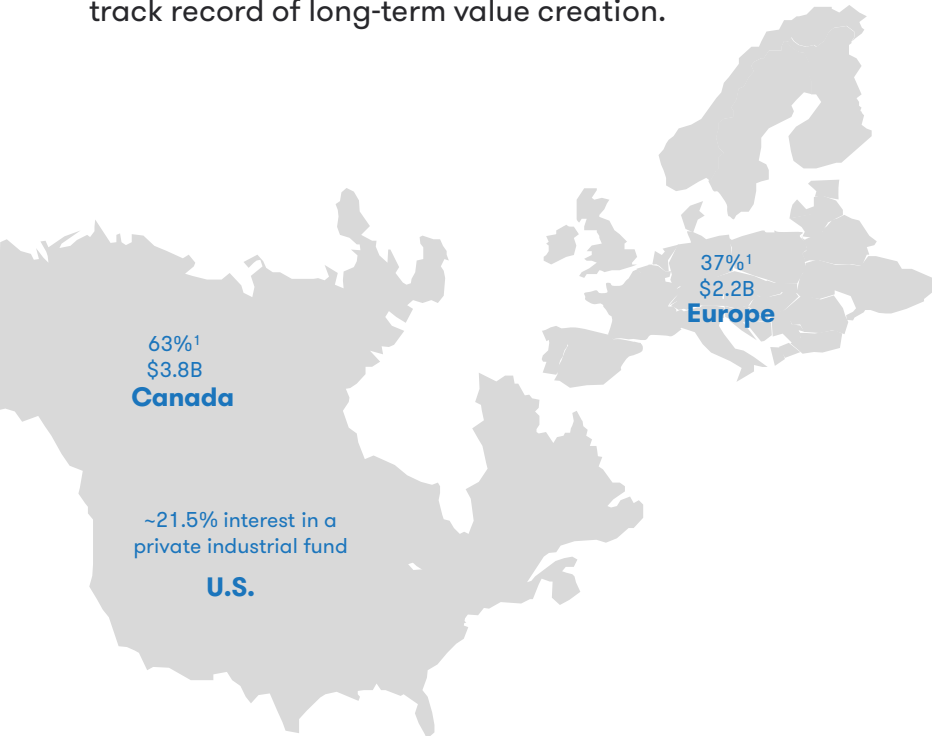 track record of long-term value creation.
37%¹
$2.2B
Europe
63%¹
$3.8B
Canada
~21.5% interest in a
private industrial fund
U.S.